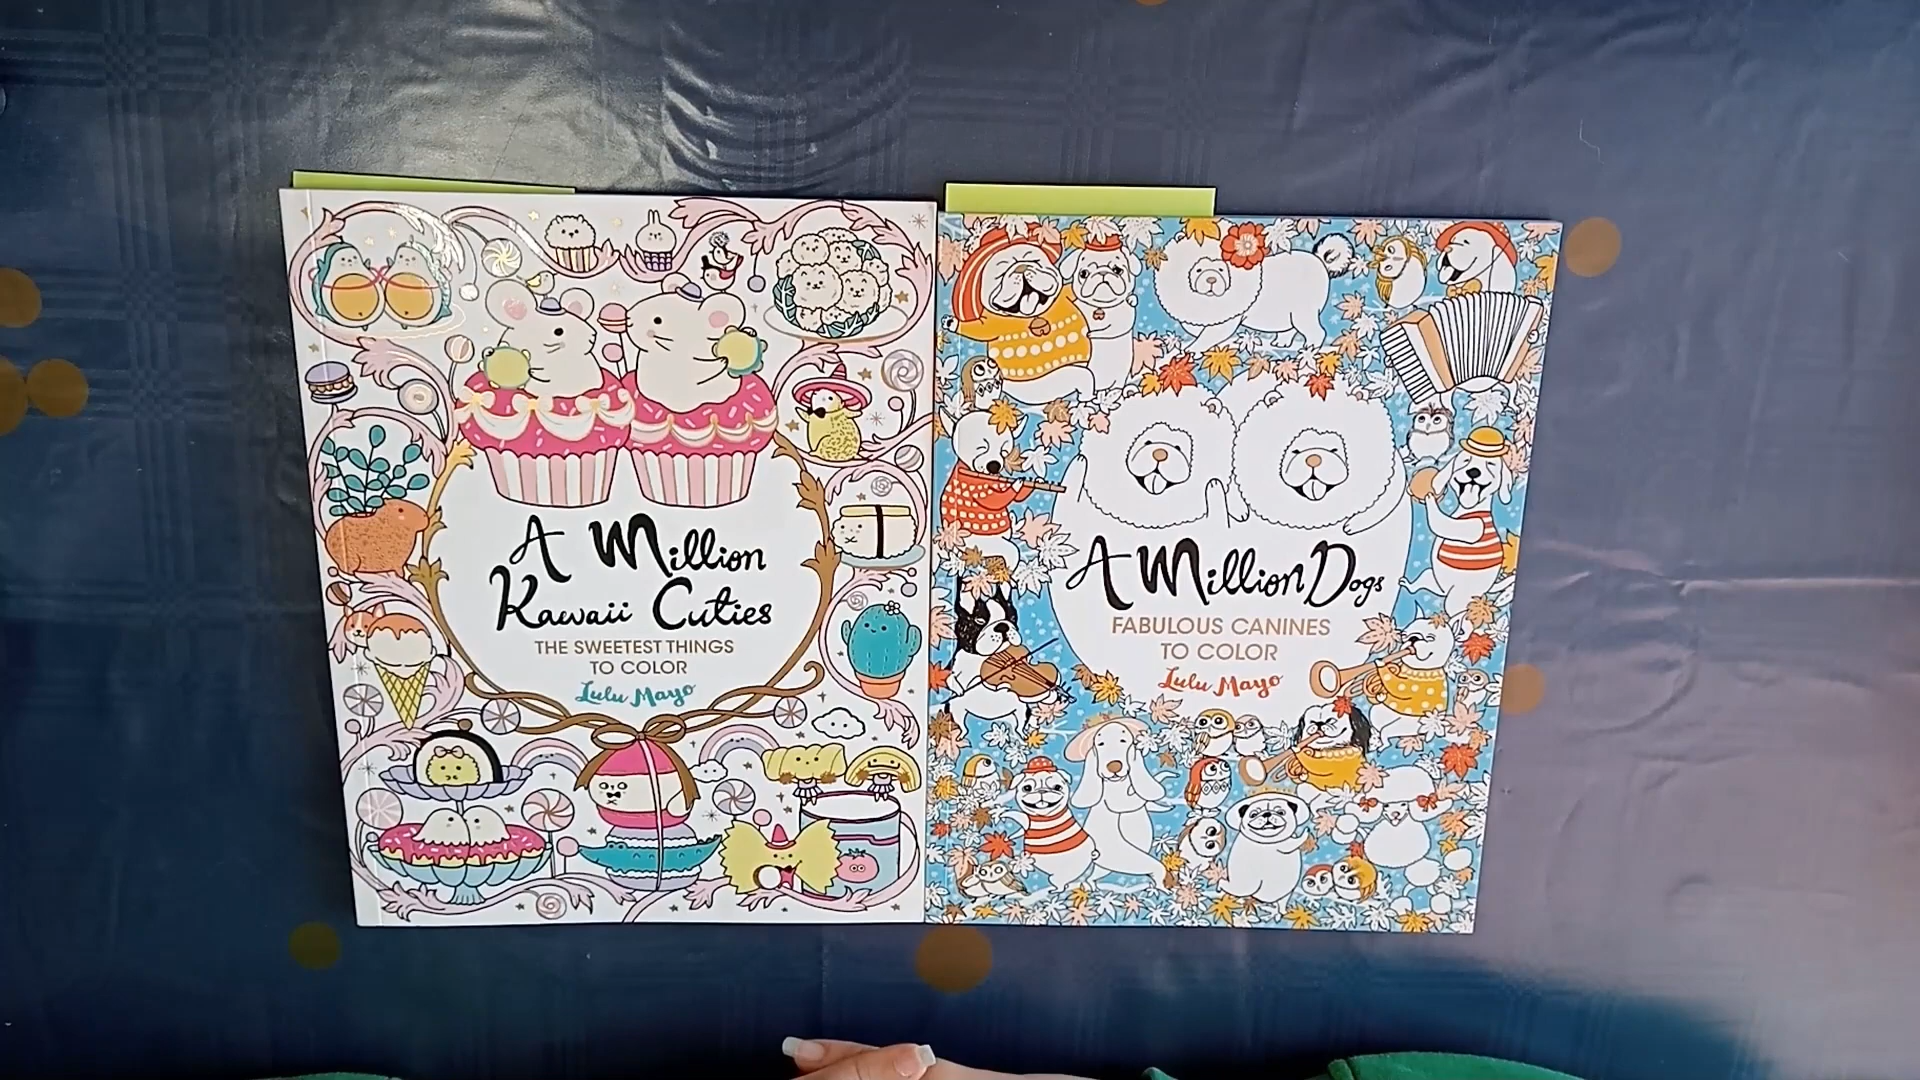 A Million
Kawaii Cuties
THE SWEETEST THINGS
TO COLOR
Lulu Mayo
A Million Dogs
FABULOUS CANINES
TO COLOR
Lulu Mayo